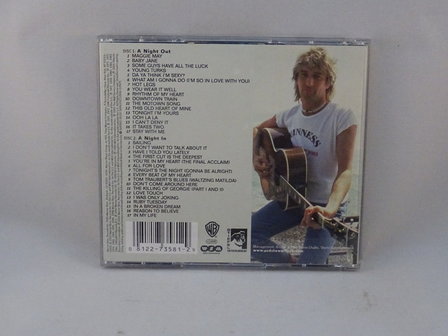 DISC 1 A Night Out
1 MAGGIE MAY
2 BABY JANE
3 SOME GUYS HAVE ALL THE LUCK
4 YOUNG TURKS
5 DA YA THINK I'M SEXY?
6 WHAT AM I GONNA DO (I'M SO IN LOVE WITH YOU)
7 HOT LEGS
8 YOU WEAR IT WELL
9 RHYTHM OF MY HEART
10 DOWNTOWN TRAIN
11 THE MOTOWN SONG
12 THIS OLD HEART OF MINE
13 TONIGHT I'M YOURS
14 OOH LA LA
15 I CAN'T DENY IT
16 IT TAKES TWO
17 STAY WITH ME
DISC 2 A Night In
1 SAILING
2 I DON'T WANT TO TALK ABOUT IT
3 HAVE I TOLD YOU LATELY
4 THE FIRST CUT IS THE DEEPEST
5 YOU'RE IN MY HEART (THE FINAL ACCLAIM)
6 ALL FOR LOVE
7 TONIGHT'S THE NIGHT (GONNA BE ALRIGHT)
8 EVERY BEAT OF MY HEART
9 TOM TRAUBERT'S BLUES (WALTZING MATILDA)
10 DON'T COME AROUND HERE
11 THE KILLING OF GEORGIE (PART I AND II)
12 LOVE TOUCH
13 I WAS ONLY JOKING
14 RUBY TUESDAY
15 IN A BROKEN DREAM
16 REASON TO BELIEVE
17 IN MY LIFE
8122-73581-2
GUINNESS